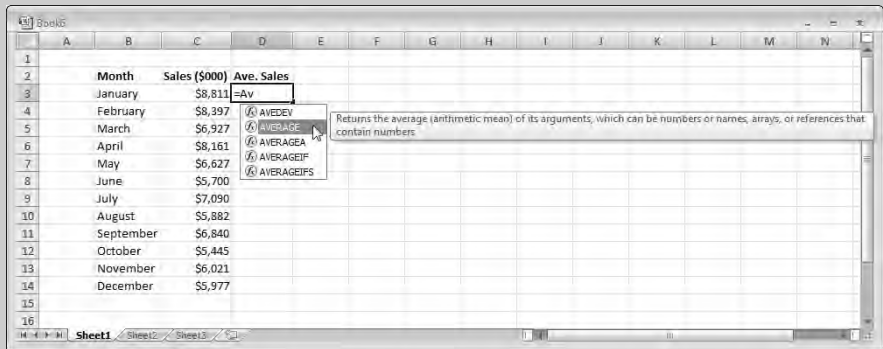 Book6
A B C D E F G H I J K L M N
1
2 Month Sales ($000) Ave. Sales
3 January $8,811 =Av
4 February $8,397 AVEDEV
5 March $6,927 AVERAGE
6 April $8,161 AVERAGEA
7 May $6,627 AVERAGEIF
8 June $5,700 AVERAGEIFS
Returns the average (arithmetic mean) of its arguments, which can be numbers or names, arrays, or references that
contain numbers
9 July $7,090
10 August $5,882
11 September $6,840
12 October $5,445
13 November $6,021
14 December $5,977
15
16
Sheet1 Sheet2 Sheet3